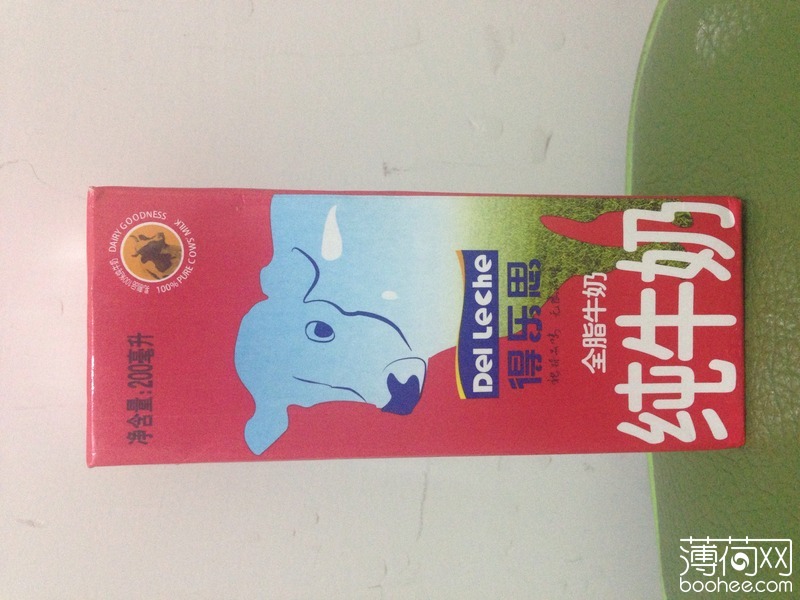 净含量:200毫升
DAIRY GOODNESS
100% PURE COWS MILK
Del Leche
得乐思
全脂牛奶
纯牛奶
薄荷网
boohee.com